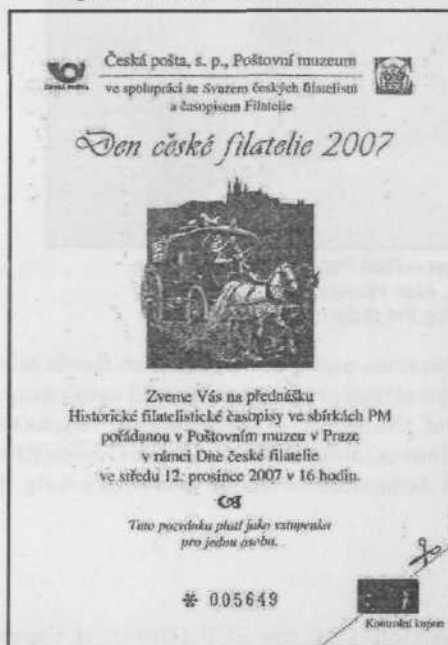 Česká pošta, s. p., Poštovní muzeum
ve spolupráci se Svazem českých filatelistů
a časopisem Filatelie
Den české filatelie 2007
Zveme Vás na přednášku
Historické filatelistické časopisy ve sbírkách PM
pořádanou v Poštovním muzeu v Praze
v rámci Dne české filatelie
ve středu 12. prosince 2007 v 16 hodin.
Tato pozvánka platí jako vstupenka
pro jednu osobu.
* 005649
Kontrolní kupon